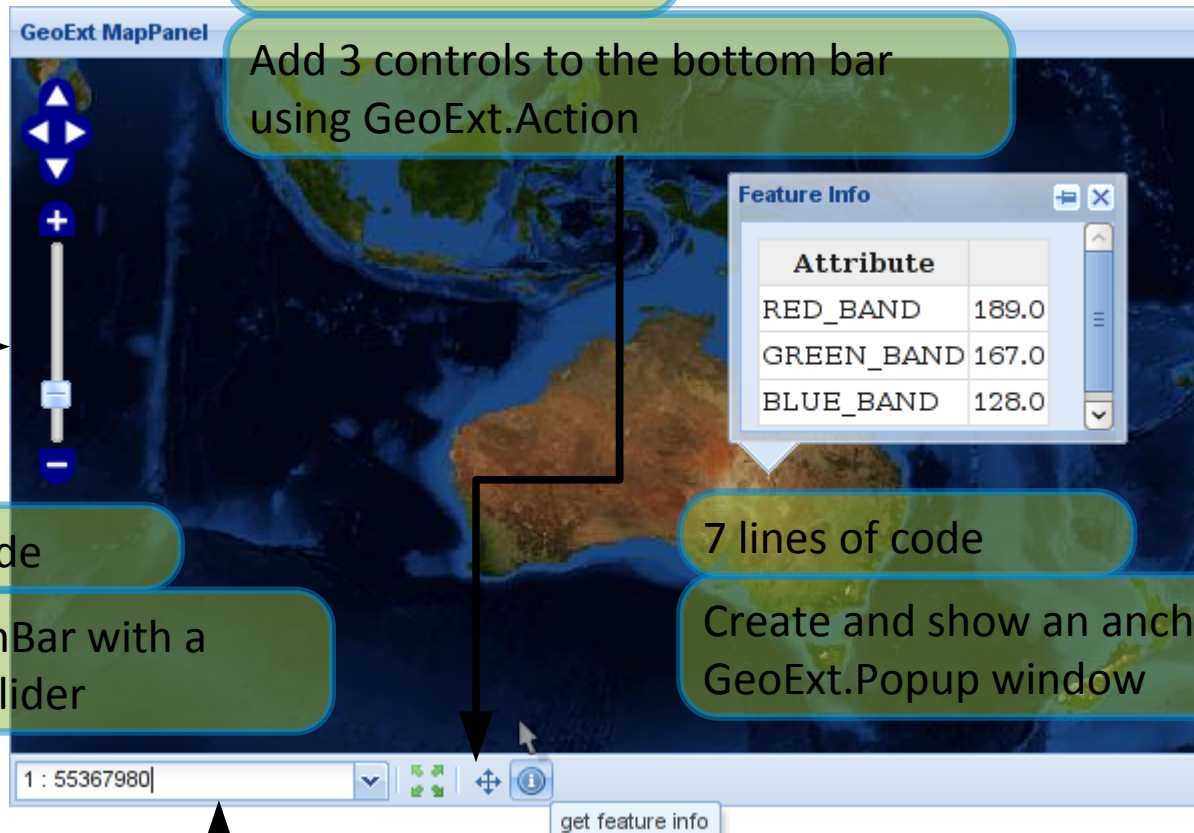 GeoExt MapPanel
Add 3 controls to the bottom bar
using GeoExt.Action
Feature Info
Attribute
RED_BAND 189.0
GREEN_BAND 167.0
BLUE_BAND 128.0
de
7 lines of code
nBar with a
lider
Create and show an anch
GeoExt.Popup window
1 : 55367980
get feature info